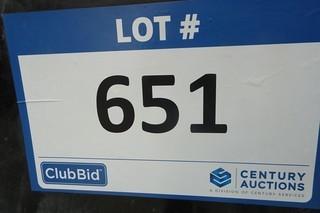 LOT #
651
ClubBid
CENTURY
AUCTIONS
A DIVISION OF CENTURY SERVICES